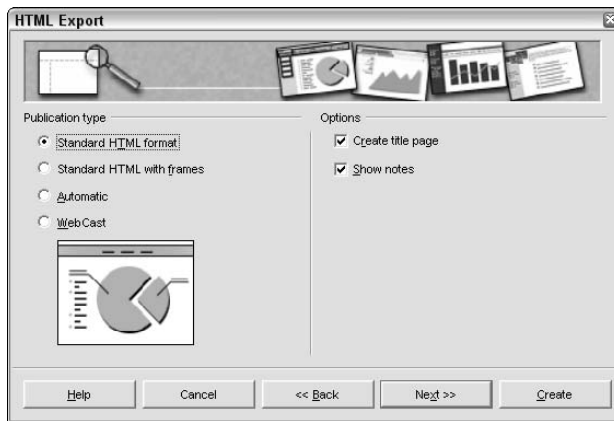 HTML Export
Publication type
Standard HTML format
Standard HTML with frames
Automatic
WebCast
Options
Create title page
Show notes
Help
Cancel
<< Back
Next >>
Create